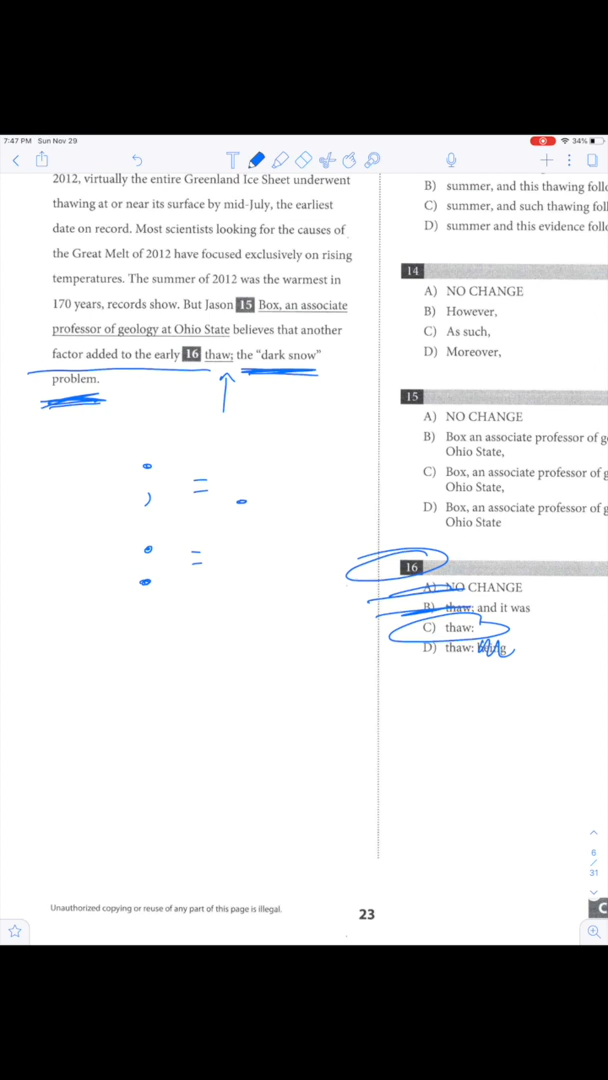 7:47 PM Sun Nov 29
34%
2012, virtually the entire Greenland Ice Sheet underwent
thawing at or near its surface by mid-July, the earliest
date on record. Most scientists looking for the causes of
the Great Melt of 2012 have focused exclusively on rising
temperatures. The summer of 2012 was the warmest in
170 years, records show. But Jason 15 Box, an associate
professor of geology at Ohio State believes that another
factor added to the early 16 thaw; the “dark snow”
problem.
; = .
: =
B) summer, and this thawing
C) summer, and such thawing
D) summer and this evidence
14
A) NO CHANGE
B) However,
C) As such,
D) Moreover,
15
A) NO CHANGE
B) Box an associate professor of
Ohio State,
C) Box, an associate professor of
Ohio State,
D) Box, an associate professor of
Ohio State
16
A) NO CHANGE
B) thaw; and it was
C) thaw:
D) thaw: being
6
/
31
Unauthorized copying or reuse of any part of this page is illegal.
23
C